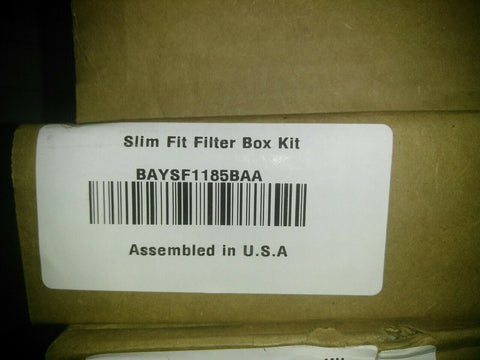 Slim Fit Filter Box Kit
BAYSF1185BAA
Assembled in U.S.A